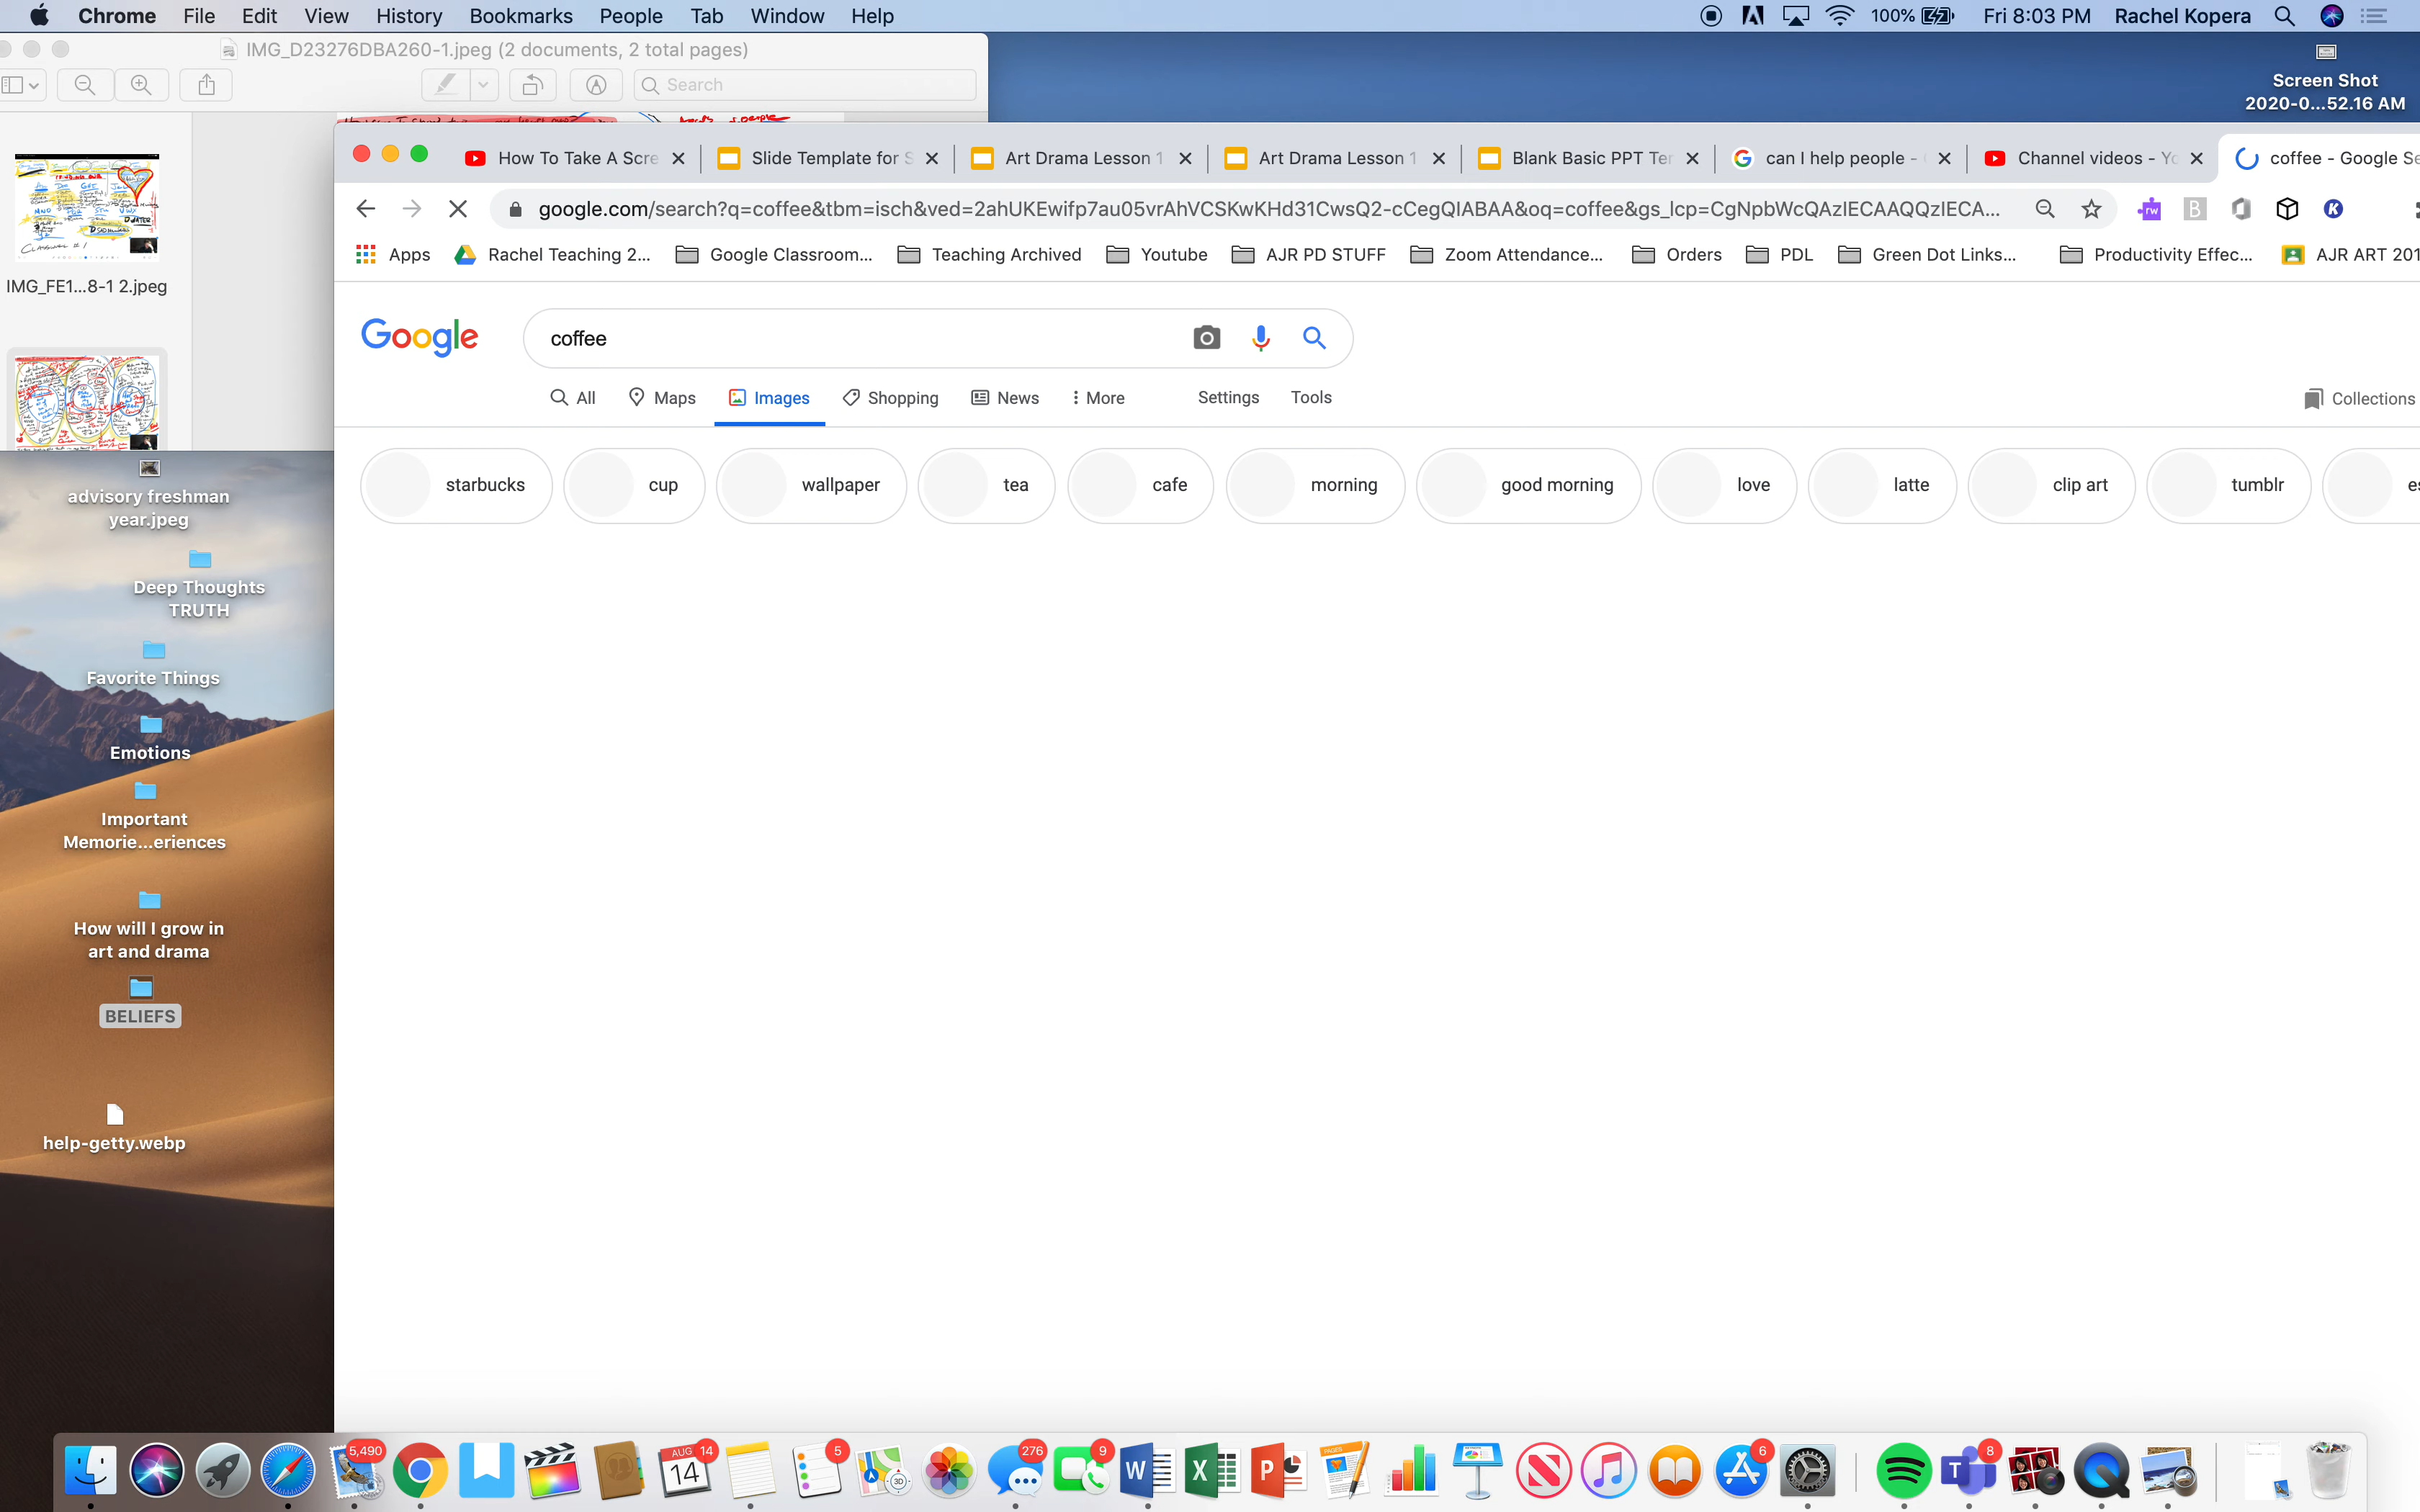 Chrome File Edit View History Bookmarks People Tab Window Help
100% Fri 8:03 PM Rachel Kopera
IMG_D23276DBA260-1.jpeg (2 documents, 2 total pages)
Search
Screen Shot
2020-0...52.16 AM
How To Take A Scre
Slide Template for S
Art Drama Lesson 1
Art Drama Lesson 1
Blank Basic PPT Ter
can I help people -
Channel videos - Yo
coffee - Google Se
google.com/search?q=coffee&tbm=isch&ved=2ahUKEwifp7au05vrAhVCSKwKHd31CwsQ2-cCegQIABAA&oq=coffee&gs_lcp=CgNpbWcQAzIECAAQQzIECA...
rw B K
Apps Rachel Teaching 2... Google Classroom... Teaching Archived Youtube AJR PD STUFF Zoom Attendance... Orders PDL Green Dot Links... Productivity Effec... AJR ART 201
IMG_FE1...8-1 2.jpeg
Google
coffee
All Maps Images Shopping News More Settings Tools Collections
starbucks cup wallpaper tea cafe morning good morning love latte clip art tumblr
advisory freshman
year.jpeg
Deep Thoughts
TRUTH
Favorite Things
Emotions
Important
Memorie...eriences
How will I grow in
art and drama
BELIEFS
help-getty.webp
5,490
AUG 14
14
5
3D
276
9
W
X
P
PAGES
6
T
8